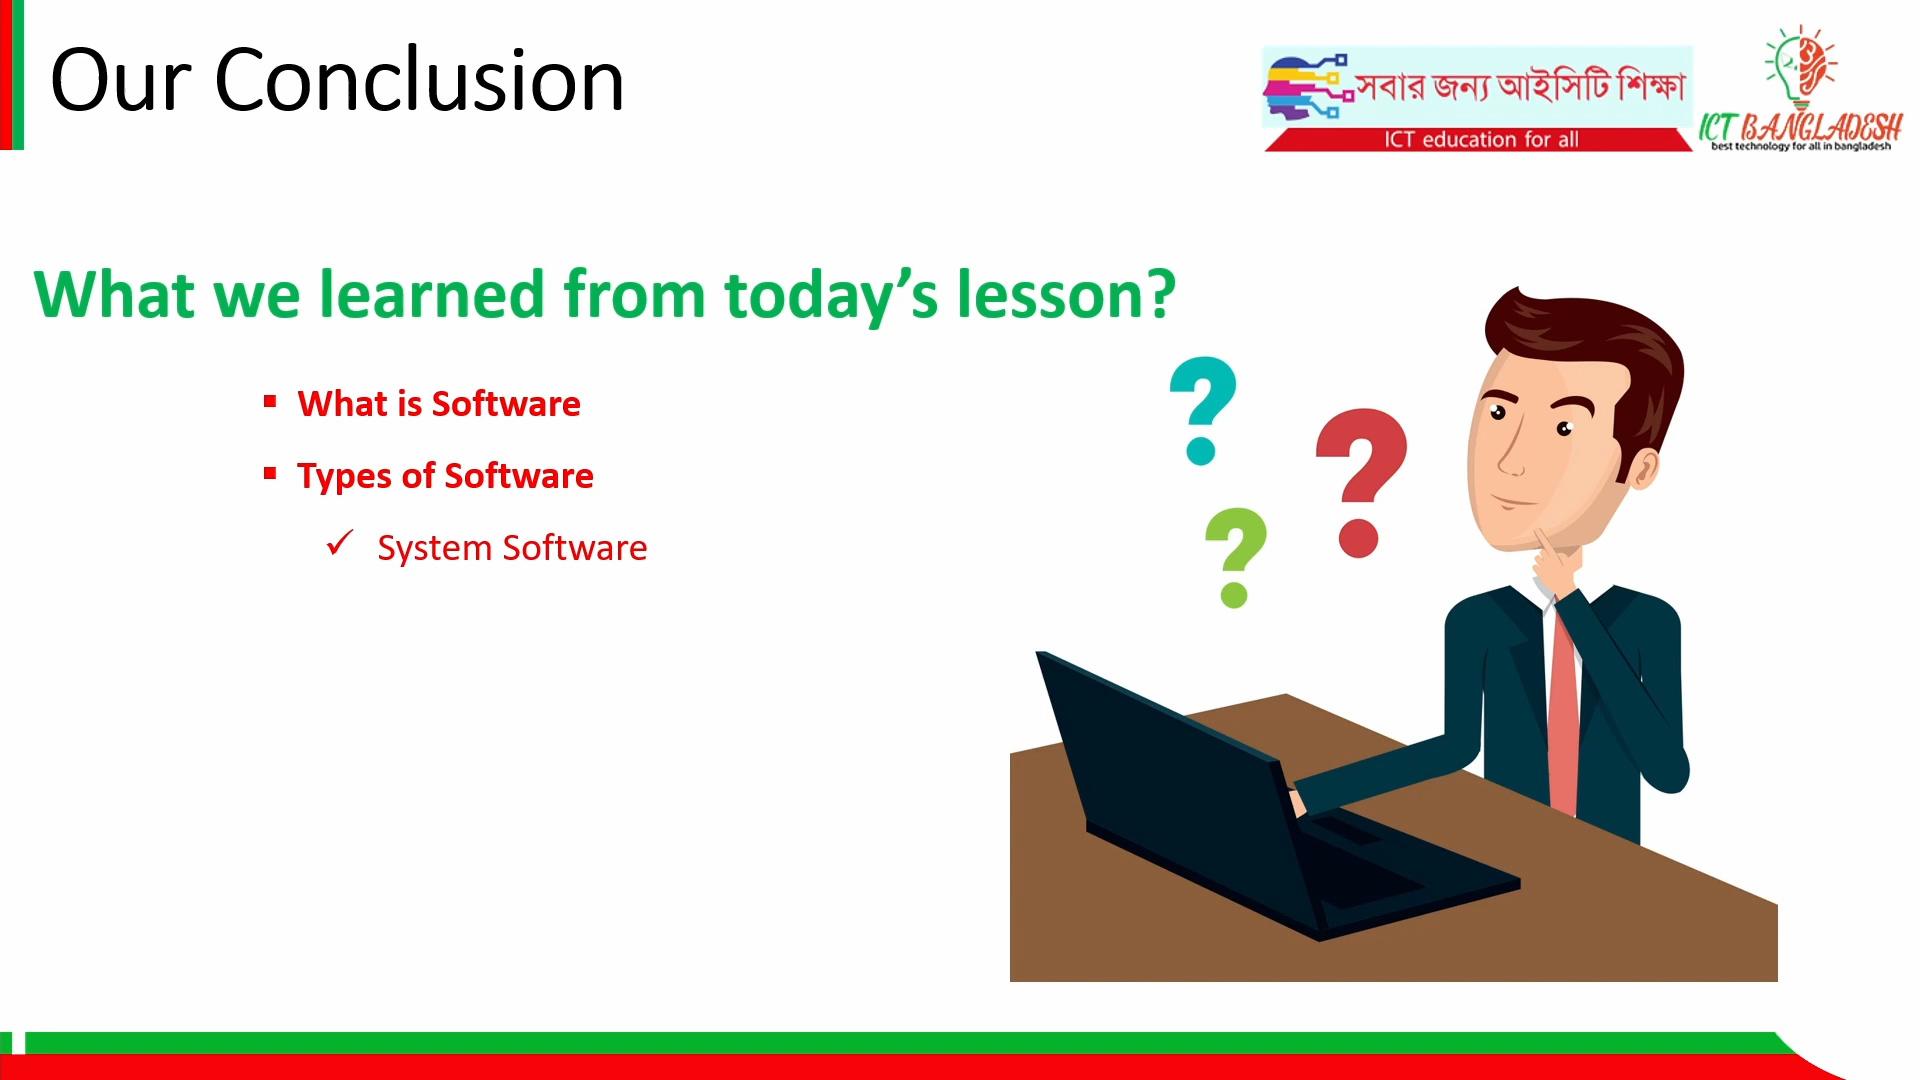 Our Conclusion
সবার জন্য আইসিটি শিক্ষা
ICT education for all
ICT BANGLADESH
best technology for all in bangladesh
What we learned from today’s lesson?
▪ What is Software
▪ Types of Software
✓ System Software